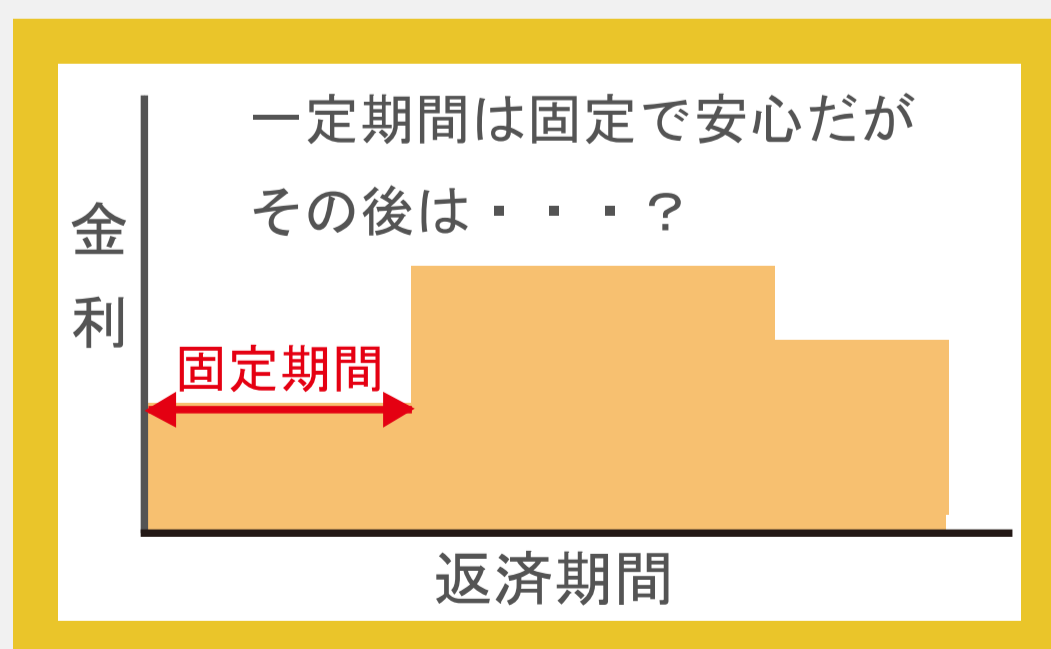 一定期間は固定で安心だが
その後は・・・？
金利
固定期間
返済期間